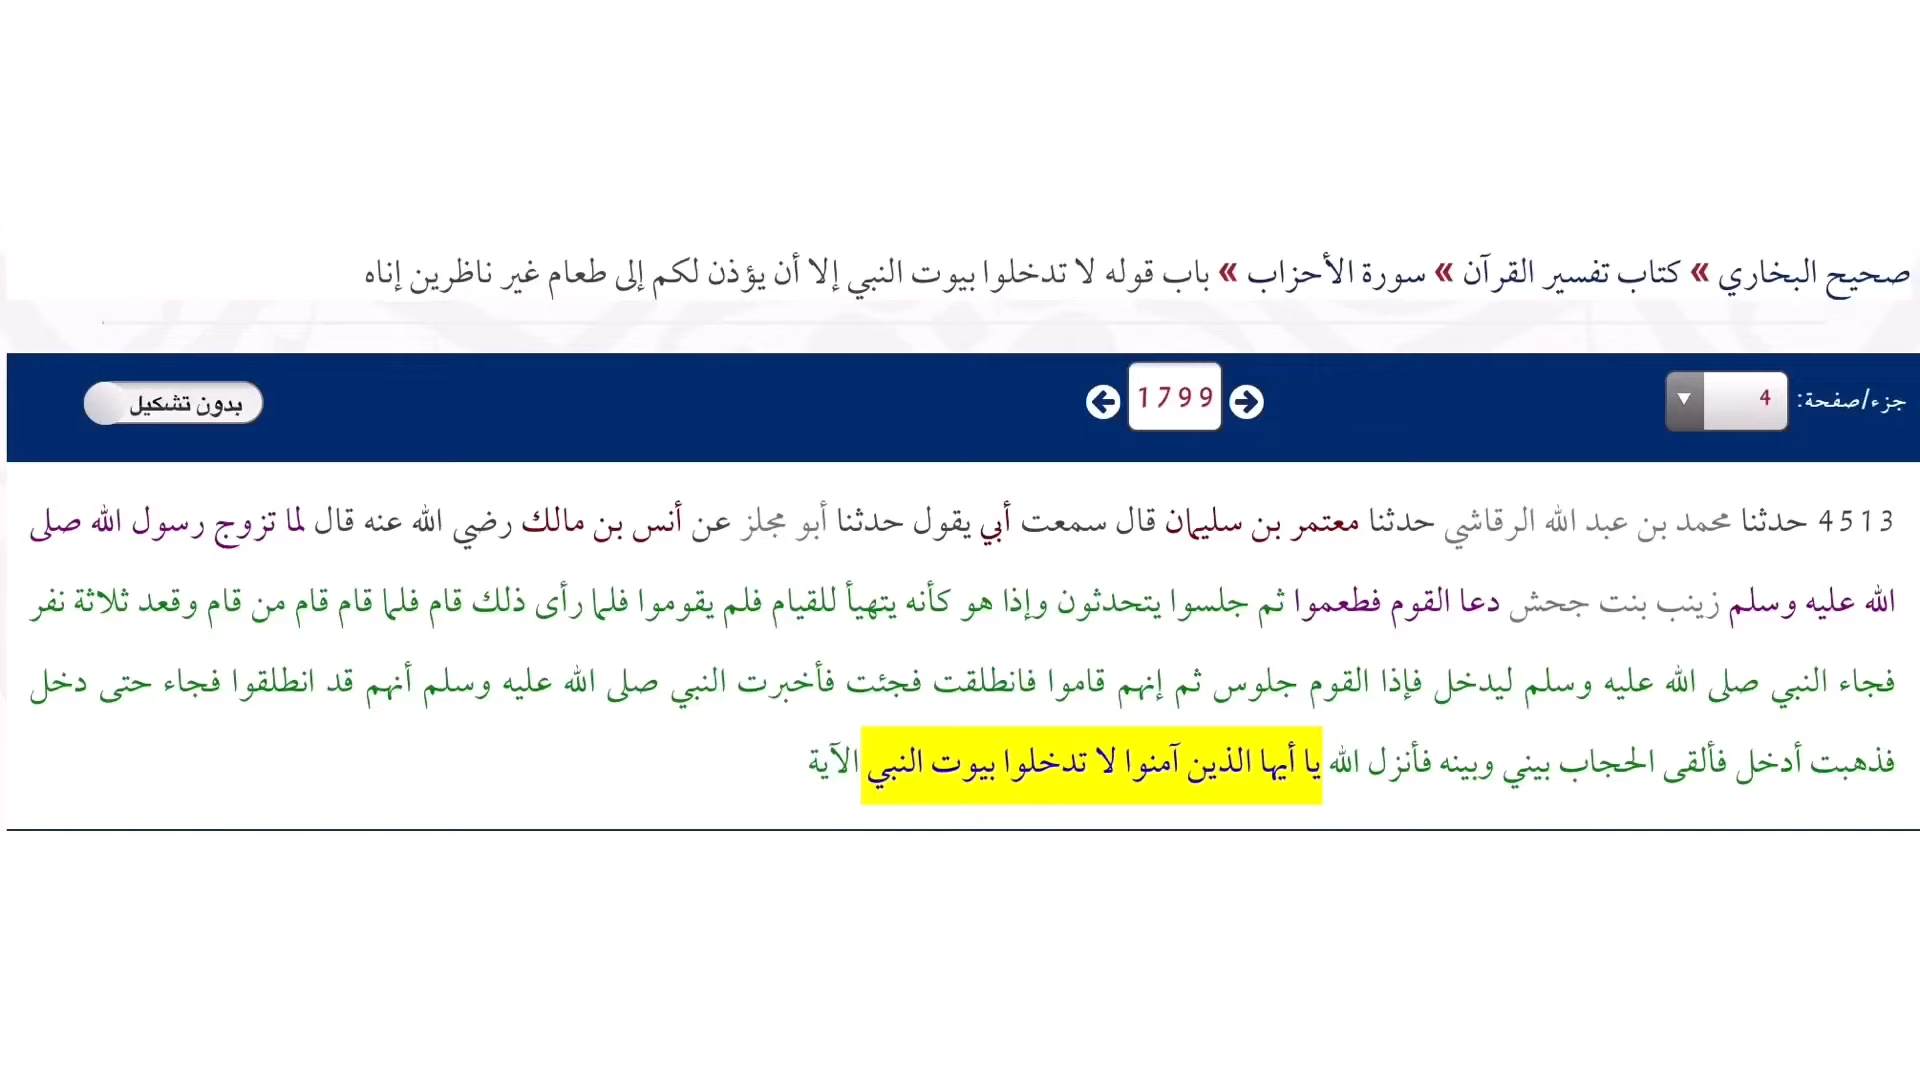 صحيح البخاري » كتاب تفسير القرآن » سورة الأحزاب » باب قوله لا تدخلوا بيوت النبي إلا أن يؤذن لكم إلى طعام غير ناظرين إناه
جزء/صفحة: 4 1799 بدون تشكيل
4513 حدثنا محمد بن عبد الله الرقاشي حدثنا معتمر بن سليمان قال سمعت أبي يقول حدثنا أبو مجلز عن أنس بن مالك رضي الله عنه قال لما تزوج رسول الله صلى
الله عليه وسلم زينب بنت جحش دعا القوم فطعموا ثم جلسوا يتحدثون وإذا هو كأنه يتهيأ للقيام فلم يقوموا فلما رأى ذلك قام فلما قام قام من قام وقعد ثلاثة نفر
فجاء النبي صلى الله عليه وسلم ليدخل فإذا القوم جلوس ثم إنهم قاموا فانطلقت فجئت فأخبرت النبي صلى الله عليه وسلم أنهم قد انطلقوا فجاء حتى دخل
فذهبت أدخل فألقى الحجاب بيني وبينه فأنزل الله يا أيها الذين آمنوا لا تدخلوا بيوت النبي الآية